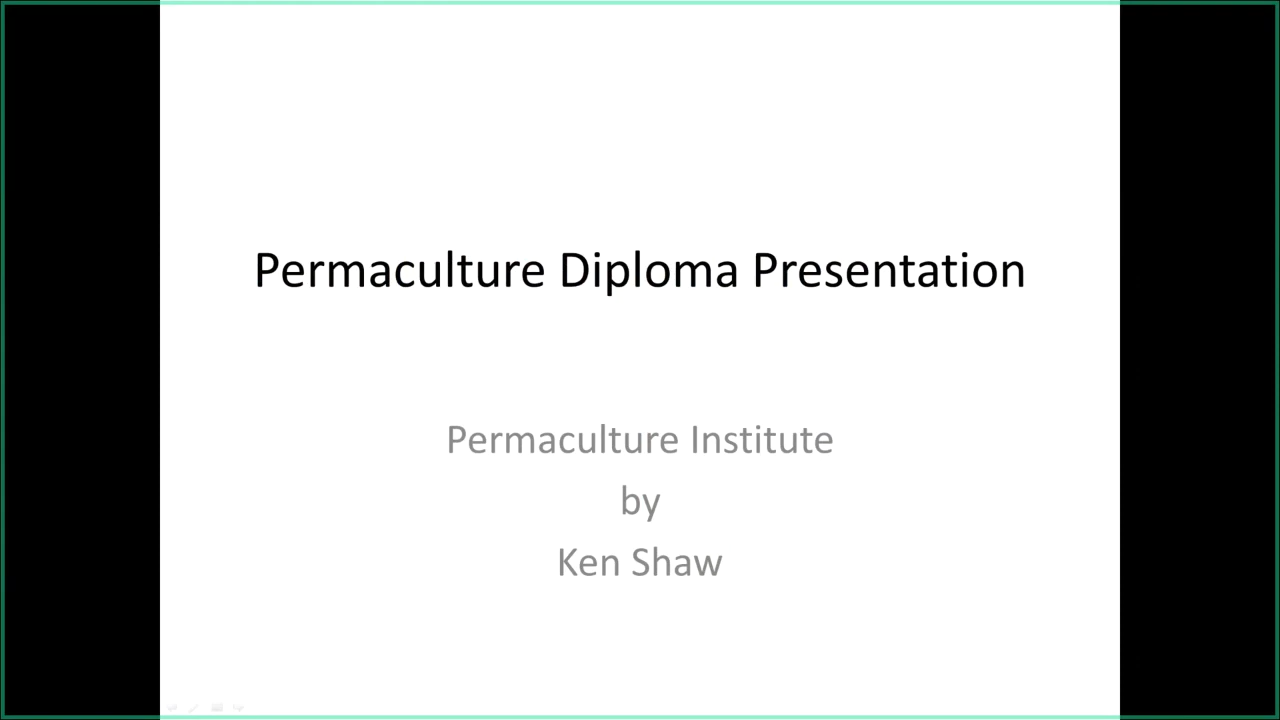 Permaculture Diploma Presentation
Permaculture Institute
by
Ken Shaw